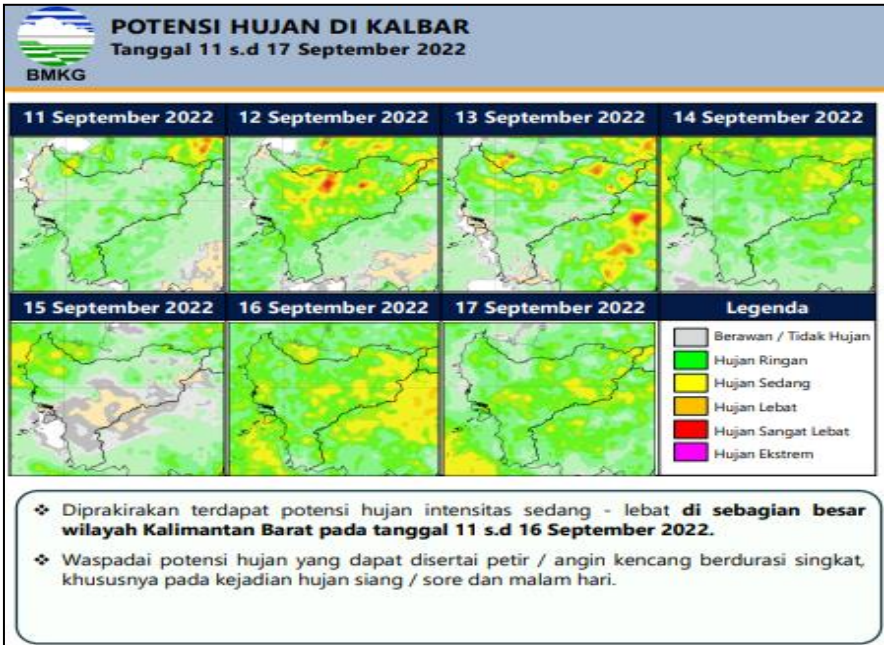 POTENSI HUJAN DI KALBAR
Tanggal 11 s.d 17 September 2022
BMKG
11 September 2022
12 September 2022
13 September 2022
14 September 2022
15 September 2022
16 September 2022
17 September 2022
Legenda
Berawan / Tidak Hujan
Hujan Ringan
Hujan Sedang
Hujan Lebat
Hujan Sangat Lebat
Hujan Ekstrem
❖ Diprakirakan terdapat potensi hujan intensitas sedang - lebat di sebagian besar
wilayah Kalimantan Barat pada tanggal 11 s.d 16 September 2022.
❖ Waspadai potensi hujan yang dapat disertai petir / angin kencang berdurasi singkat,
khususnya pada kejadian hujan siang / sore dan malam hari.